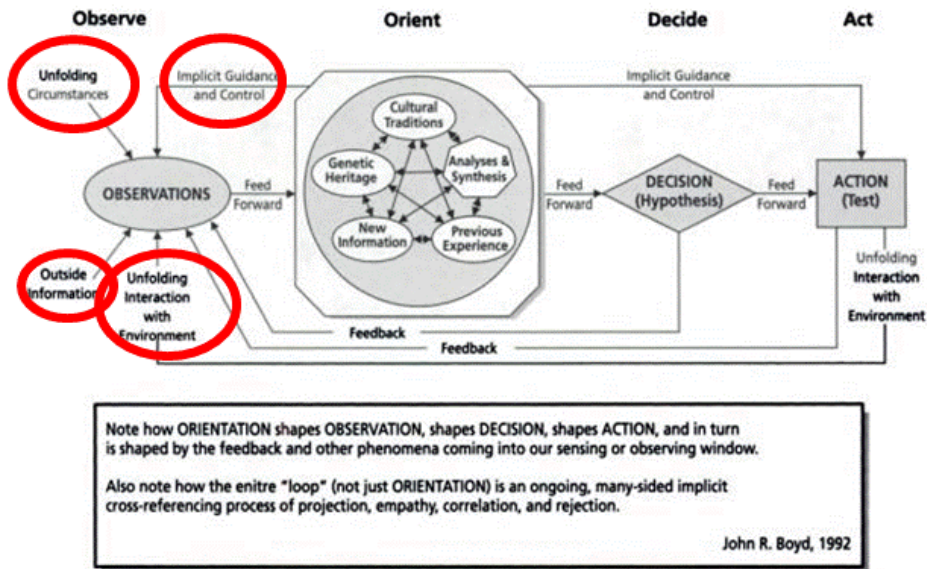 Observe
Orient
Decide
Act
Unfolding
Circumstances
Implicit Guidance
and Control
Implicit Guidance
and Control
Cultural
Traditions
Genetic
Heritage
Analyses &
Synthesis
New
Information
Previous
Experience
OBSERVATIONS
Feed
Forward
Feed
Forward
DECISION
(Hypothesis)
Feed
Forward
ACTION
(Test)
Outside
Information
Unfolding
Interaction
with
Environment
Unfolding
Interaction
with
Environment
Feedback
Feedback
Note how ORIENTATION shapes OBSERVATION, shapes DECISION, shapes ACTION, and in turn
is shaped by the feedback and other phenomena coming into our sensing or observing window.
Also note how the enitre "loop" (not just ORIENTATION) is an ongoing, many-sided implicit
cross-referencing process of projection, empathy, correlation, and rejection.
John R. Boyd, 1992